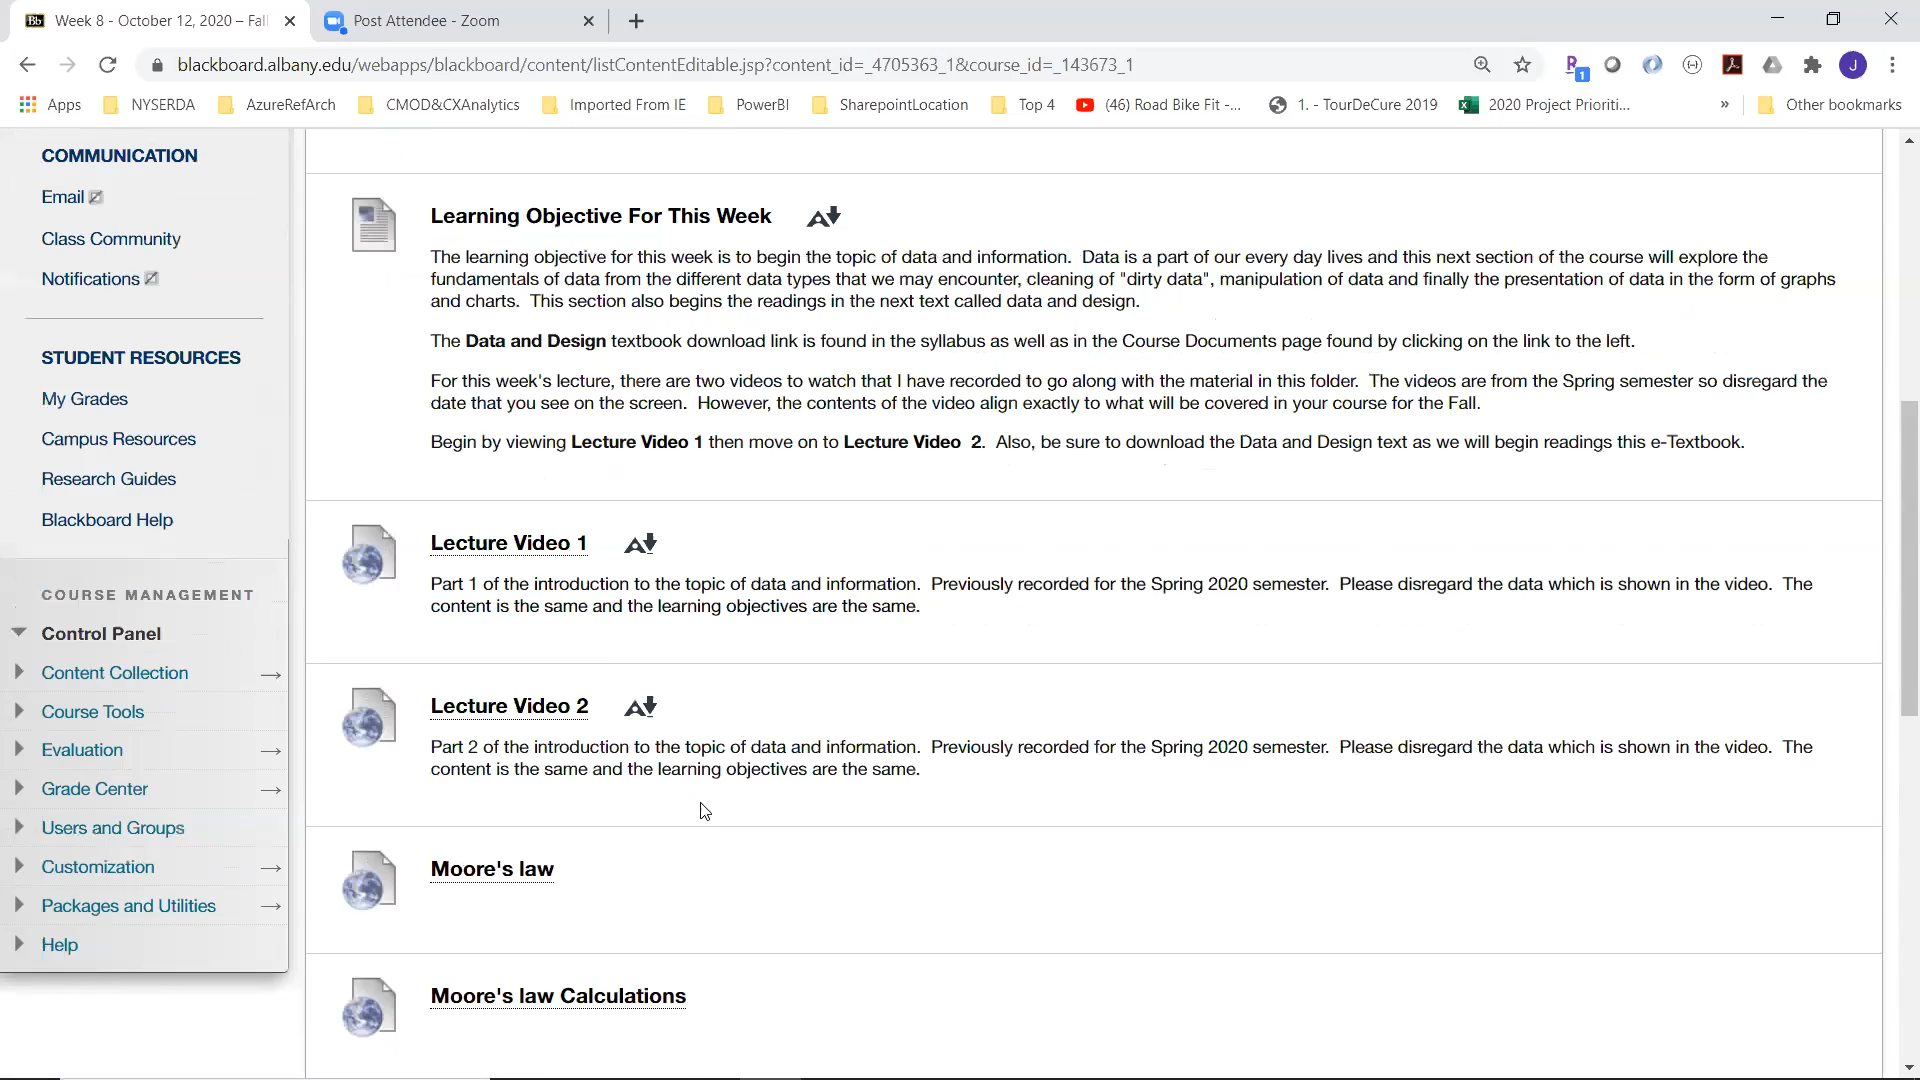 Week 8 - October 12, 2020 – Fall
Post Attendee - Zoom
blackboard.albany.edu/webapps/blackboard/content/listContentEditable.jsp?content_id=_4705363_1&course_id=_143673_1
Apps
NYSERDA
AzureRefArch
CMOD&CXAnalytics
Imported From IE
PowerBI
SharepointLocation
Top 4
(46) Road Bike Fit -...
1. - TourDeCure 2019
2020 Project Prioriti...
»
Other bookmarks
COMMUNICATION
Email
Class Community
Notifications
STUDENT RESOURCES
My Grades
Campus Resources
Research Guides
Blackboard Help
COURSE MANAGEMENT
Control Panel
Content Collection
Course Tools
Evaluation
Grade Center
Users and Groups
Customization
Packages and Utilities
Help
Learning Objective For This Week
The learning objective for this week is to begin the topic of data and information.  Data is a part of our every day lives and this next section of the course will explore the
fundamentals of data from the different data types that we may encounter, cleaning of "dirty data", manipulation of data and finally the presentation of data in the form of graphs
and charts.  This section also begins the readings in the next text called data and design.
The Data and Design textbook download link is found in the syllabus as well as in the Course Documents page found by clicking on the link to the left.
For this week's lecture, there are two videos to watch that I have recorded to go along with the material in this folder.  The videos are from the Spring semester so disregard the
date that you see on the screen.  However, the contents of the video align exactly to what will be covered in your course for the Fall.
Begin by viewing Lecture Video 1 then move on to Lecture Video  2.  Also, be sure to download the Data and Design text as we will begin readings this e-Textbook.
Lecture Video 1
Part 1 of the introduction to the topic of data and information.  Previously recorded for the Spring 2020 semester.  Please disregard the data which is shown in the video.  The
content is the same and the learning objectives are the same.
Lecture Video 2
Part 2 of the introduction to the topic of data and information.  Previously recorded for the Spring 2020 semester.  Please disregard the data which is shown in the video.  The
content is the same and the learning objectives are the same.
Moore's law
Moore's law Calculations